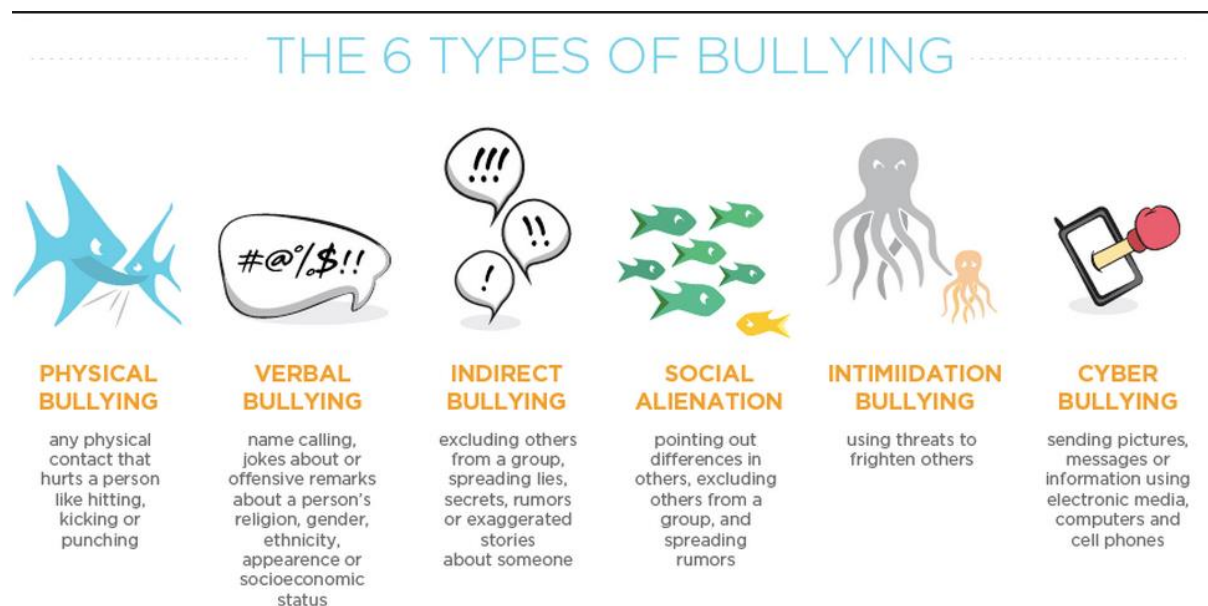 THE 6 TYPES OF BULLYING
#@%$!!
!!!
!!
!
PHYSICAL
BULLYING
any physical
contact that
hurts a person
like hitting,
kicking or
punching
VERBAL
BULLYING
name calling,
jokes about or
offensive remarks
about a person's
religion, gender,
ethnicity,
appearence or
socioeconomic
status
INDIRECT
BULLYING
excluding others
from a group,
spreading lies,
secrets, rumors
or exaggerated
stories
about someone
SOCIAL
ALIENATION
pointing out
differences in
others, excluding
others from a
group, and
spreading
rumors
INTIMIIDATION
BULLYING
using threats to
frighten others
CYBER
BULLYING
sending pictures,
messages or
information using
electronic media,
computers and
cell phones